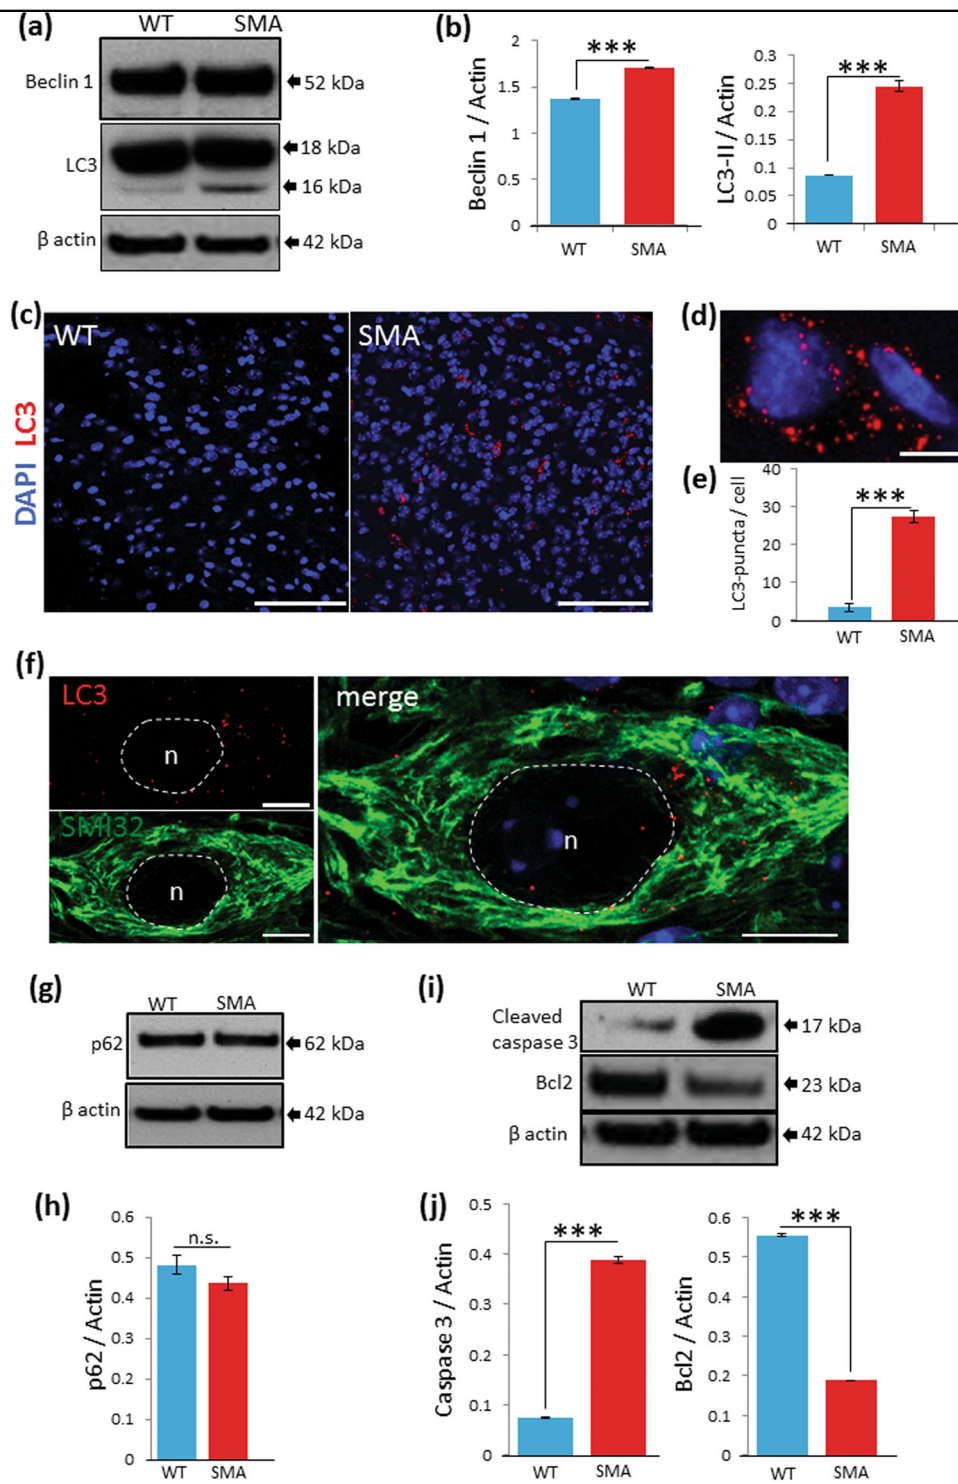 (a)
WT SMA
Beclin 1
52 kDa
LC3
18 kDa
16 kDa
β actin
42 kDa
(b)
Beclin 1 / Actin
2
1.5
1
0.5
0
***
WT SMA
LC3-II / Actin
0.3
0.25
0.2
0.15
0.1
0.05
0
***
WT SMA
(c)
DAPI LC3
WT
SMA
(d)
(e)
LC3-puncta / cell
40
30
20
10
0
***
WT SMA
(f)
LC3
n
SMI32
n
merge
n
(g)
WT SMA
p62
62 kDa
β actin
42 kDa
(h)
p62 / Actin
0.6
0.5
0.4
0.3
0.2
0.1
0
n.s.
WT SMA
(i)
WT SMA
Cleaved
caspase 3
17 kDa
Bcl2
23 kDa
β actin
42 kDa
(j)
Caspase 3 / Actin
0.5
0.4
0.3
0.2
0.1
0
***
WT SMA
Bcl2 / Actin
0.6
0.5
0.4
0.3
0.2
0.1
0
***
WT SMA